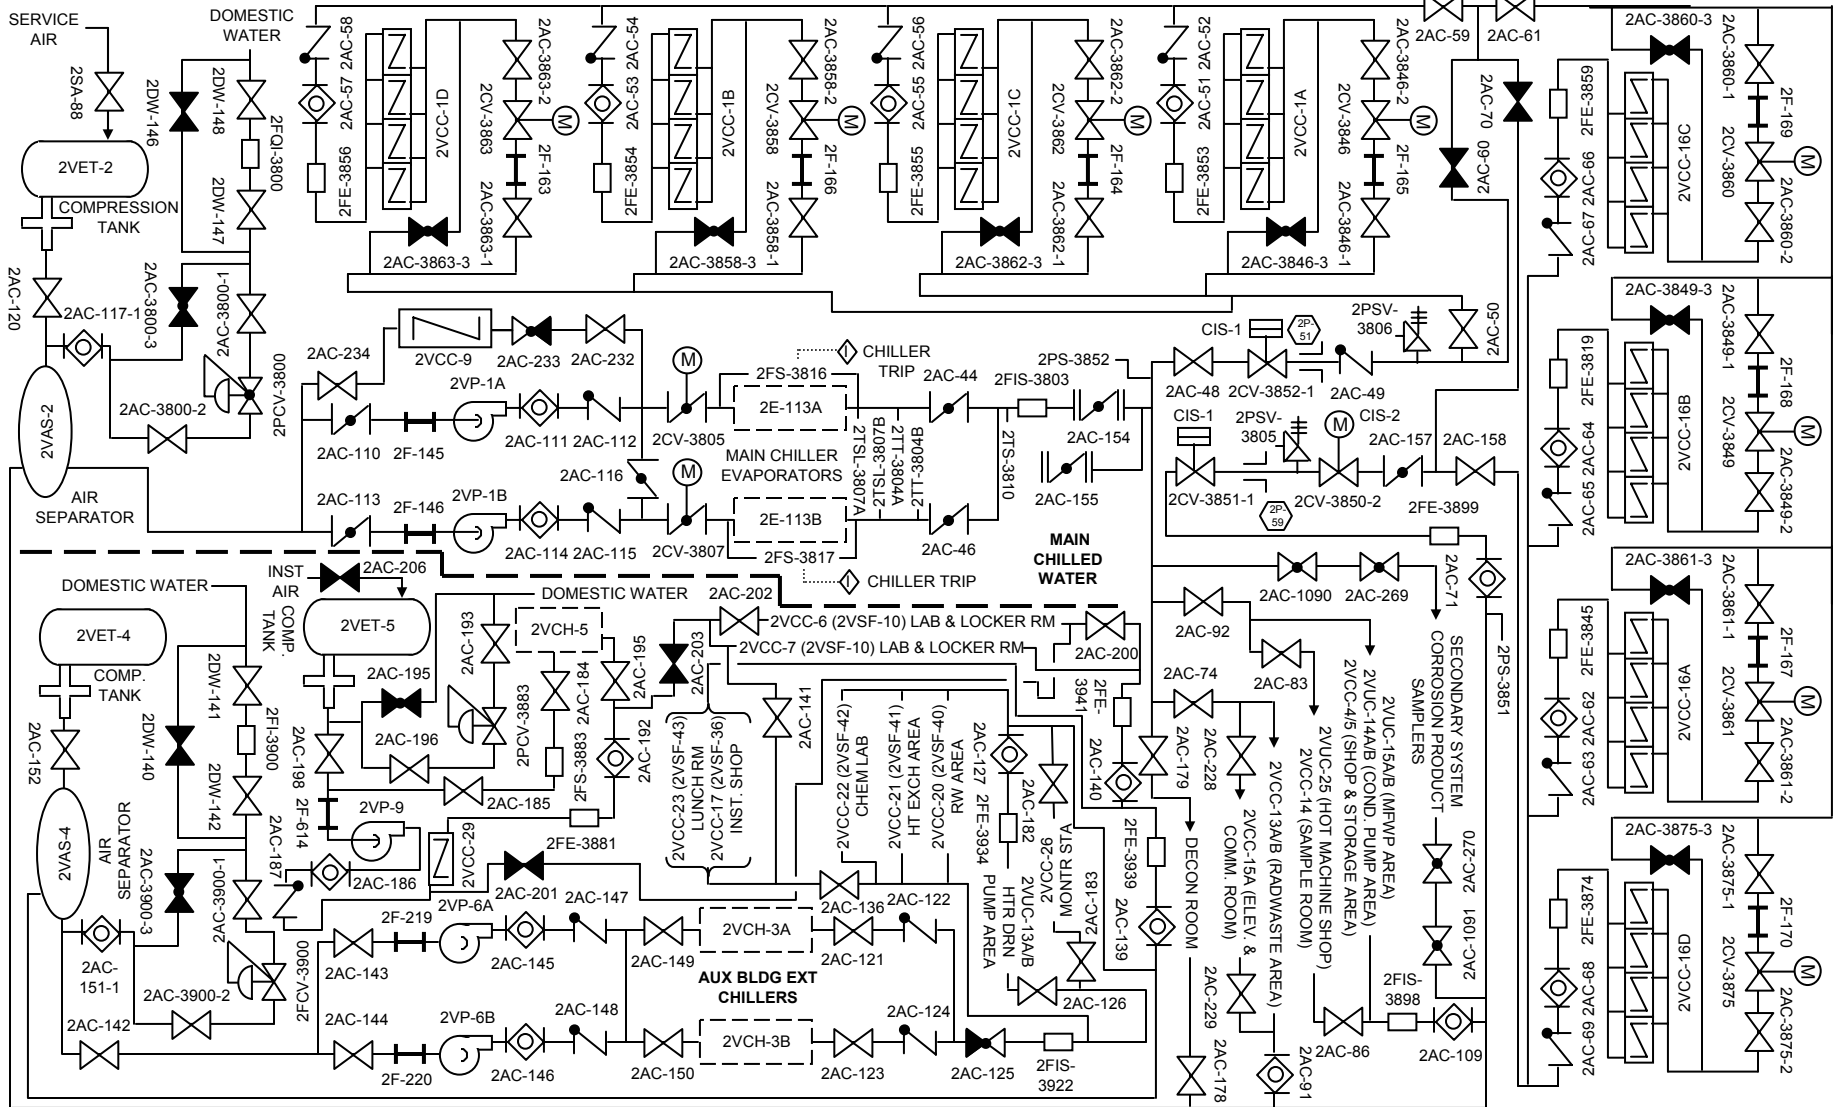 SERVICE
AIR
DOMESTIC
WATER
2SA-88
2DW-146
2DW-148
2FQI-3800
2DW-147
2VET-2
COMPRESSION
TANK
2AC-120
2AC-117-1
2AC-3800-3
2AC-3800-1
2PCV-3800
2AC-3800-2
2VAS-2
AIR
SEPARATOR
2AC-58
2AC-57
2FE-3856
2VCC-1D
2AC-3863-2
2CV-3863
M
2F-163
2AC-3863-1
2AC-3863-3
2AC-54
2AC-53
2FE-3854
2VCC-1B
2AC-3858-2
2CV-3858
M
2F-166
2AC-3858-1
2AC-3858-3
2AC-56
2AC-55
2FE-3855
2VCC-1C
2AC-3862-2
2CV-3862
M
2F-164
2AC-3862-1
2AC-3862-3
2AC-52
2AC-51
2FE-3853
2VCC-1A
2AC-3846-2
2CV-3846
M
2F-165
2AC-3846-1
2AC-3846-3
2AC-59
2AC-61
2AC-70
2AC-60
2AC-50
2AC-3860-3
2AC-3860-1
2FE-3859
2F-169
2VCC-16C
2CV-3860
M
2AC-66
2AC-67
2AC-3860-2
2AC-3849-3
2AC-3849-1
2FE-3819
2F-168
2VCC-16B
2CV-3849
M
2AC-64
2AC-65
2AC-3849-2
2AC-3861-3
2AC-3861-1
2FE-3845
2F-167
2VCC-16A
2CV-3861
M
2AC-62
2AC-63
2AC-3861-2
2AC-3875-3
2AC-3875-1
2FE-3874
2F-170
2VCC-16D
2CV-3875
M
2AC-68
2AC-69
2AC-3875-2
2AC-234
2VCC-9
2AC-233
2AC-232
2VP-1A
2AC-110
2F-145
2AC-111
2AC-112
M
2CV-3805
2FS-3816
2E-113A
I
CHILLER
TRIP
2AC-116
MAIN CHILLER
EVAPORATORS
2AC-113
2F-146
2VP-1B
2AC-114
2AC-115
M
2CV-3807
2E-113B
2FS-3817
I
CHILLER TRIP
2TSL-3807A
2TSL-3807B
2TT-3804A
2TT-3804B
2AC-44
2AC-46
2TS-3810
2FIS-3803
2PS-3852
2AC-154
2AC-155
MAIN
CHILLED
WATER
CIS-1
2P-
51
2PSV-
3806
2AC-48
2CV-3852-1
2AC-49
CIS-1
2PSV-
3805
M
CIS-2
2AC-157
2AC-158
2CV-3851-1
2P-
59
2CV-3850-2
2FE-3899
2AC-71
2PS-3851
2AC-1090
2AC-269
SECONDARY SYSTEM
CORROSION PRODUCT
SAMPLERS
2AC-270
2AC-1091
2AC-92
2AC-83
2AC-74
2AC-179
2AC-228
2VUC-15A/B (MFWP AREA)
2VUC-14A/B (COND. PUMP AREA)
2VCC-4/5 (SHOP & STORAGE AREA)
2VUC-25 (HOT MACHINE SHOP)
2VCC-14 (SAMPLE ROOM)
2VCC-13A/B (RADWASTE AREA)
2VCC-15A (ELEV. &
COMM. ROOM)
DECON ROOM
2AC-229
2AC-178
2AC-91
2AC-86
2FIS-
3898
2AC-109
DOMESTIC WATER
INST
AIR
2AC-206
DOMESTIC WATER
2VET-4
COMP.
TANK
2AC-152
2DW-140
2DW-141
2FI-3900
2DW-142
COMP.
TANK
2VET-5
2AC-193
2VCH-5
2AC-195
2AC-196
2PCV-3883
2AC-184
2AC-195
2FS-3883
2AC-192
2AC-198
2AC-185
2F-614
2VP-9
2AC-187
2AC-186
2VCC-29
2FE-3881
2AC-201
2AC-203
2AC-202
2VCC-6 (2VSF-10) LAB & LOCKER RM
2VCC-7 (2VSF-10) LAB & LOCKER RM
2AC-200
2VCC-23 (2VSF-43)
LUNCH RM
2VCC-17 (2VSF-36)
INST. SHOP
2AC-141
2VCC-22 (2VSF-42)
CHEM LAB
2VCC-21 (2VSF-41)
HT EXCH AREA
2VCC-20 (2VSF-40)
RW AREA
2AC-127
2FE-3934
2AC-182
2VUC-13A/B
HTR DRN
PUMP AREA
2VCC-26
MONITR STA
2AC-183
2FE-
3941
2AC-140
2FE-3939
2AC-139
2VAS-4
AIR
SEPARATOR
2AC-
151-1
2AC-3900-3
2AC-3090-1
2FCV-3900
2AC-3900-2
2AC-142
2AC-143
2F-219
2VP-6A
2AC-145
2AC-147
2AC-149
2VCH-3A
2AC-121
2AC-136
2AC-122
AUX BLDG EXT
CHILLERS
2AC-144
2F-220
2VP-6B
2AC-146
2AC-148
2AC-150
2VCH-3B
2AC-123
2AC-124
2AC-125
2AC-126
2FIS-
3922